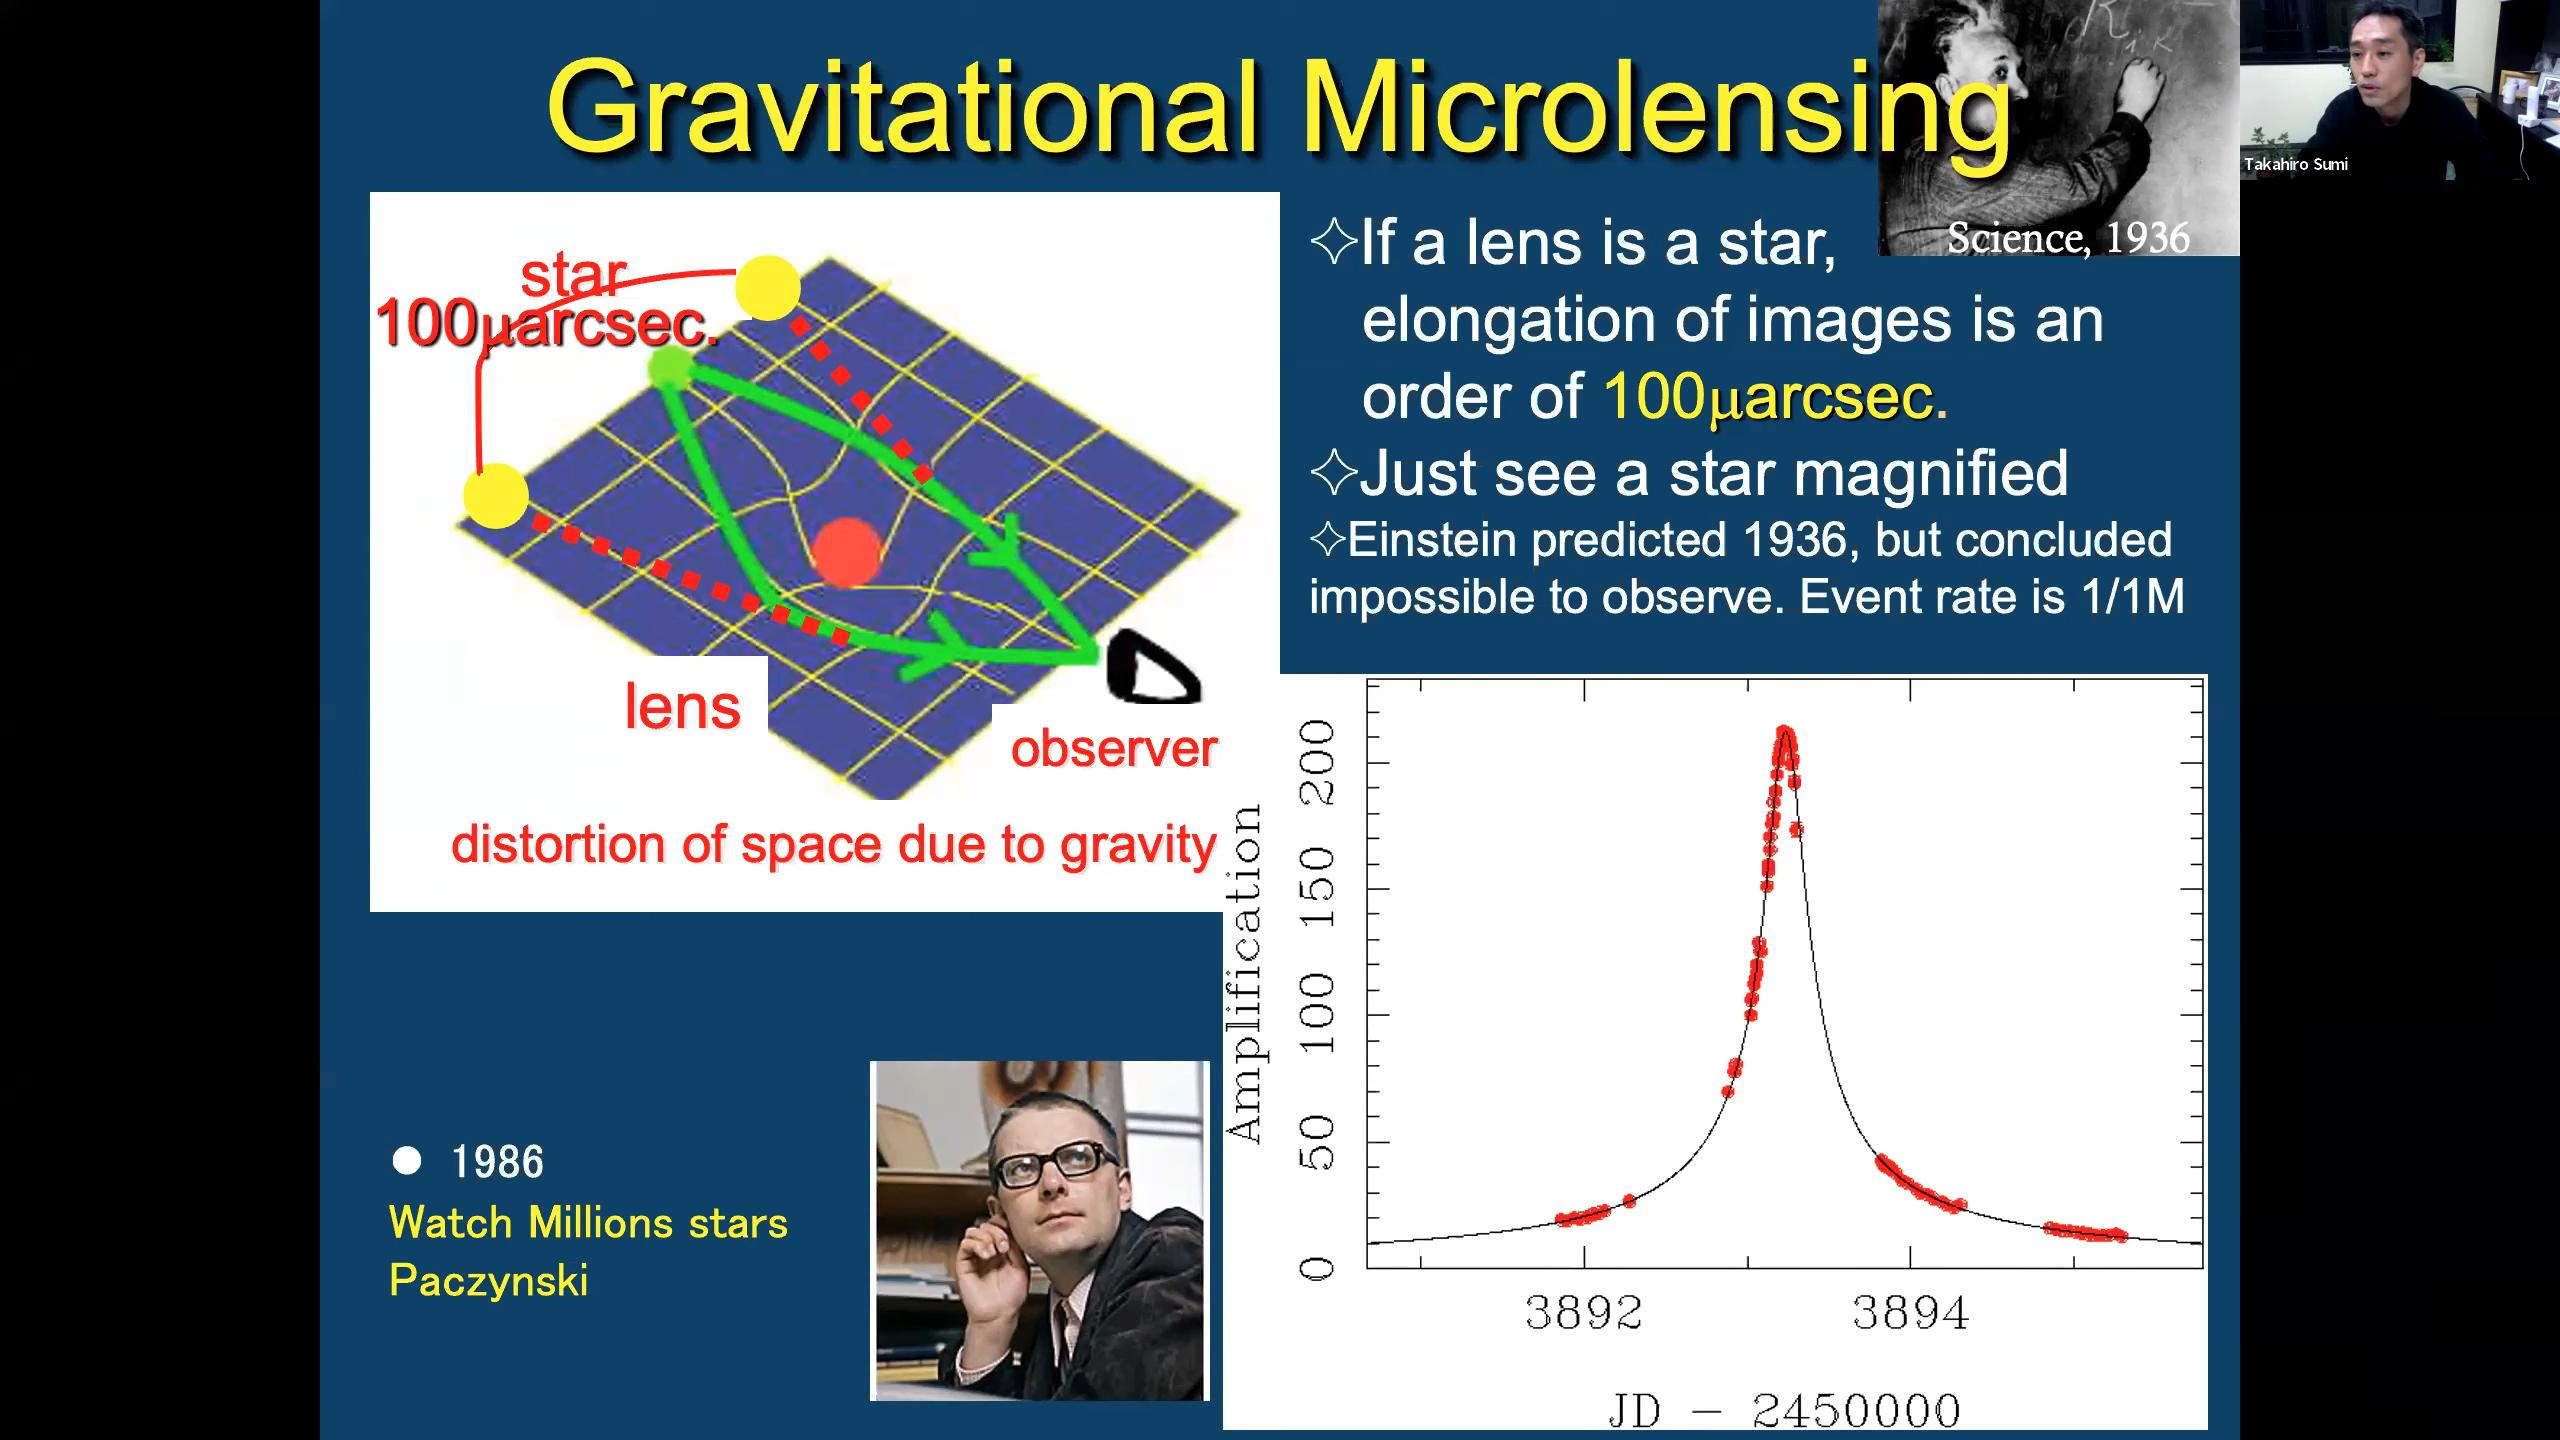 Gravitational Microlensing
Takahiro Sumi
Science, 1936
star
100μarcsec.
lens
observer
distortion of space due to gravity
✧If a lens is a star,
elongation of images is an
order of 100μarcsec.
✧Just see a star magnified
✧Einstein predicted 1936, but concluded
impossible to observe. Event rate is 1/1M
● 1986
Watch Millions stars
Paczynski
Amplification
200
150
100
50
0
3892 3894
JD − 2450000